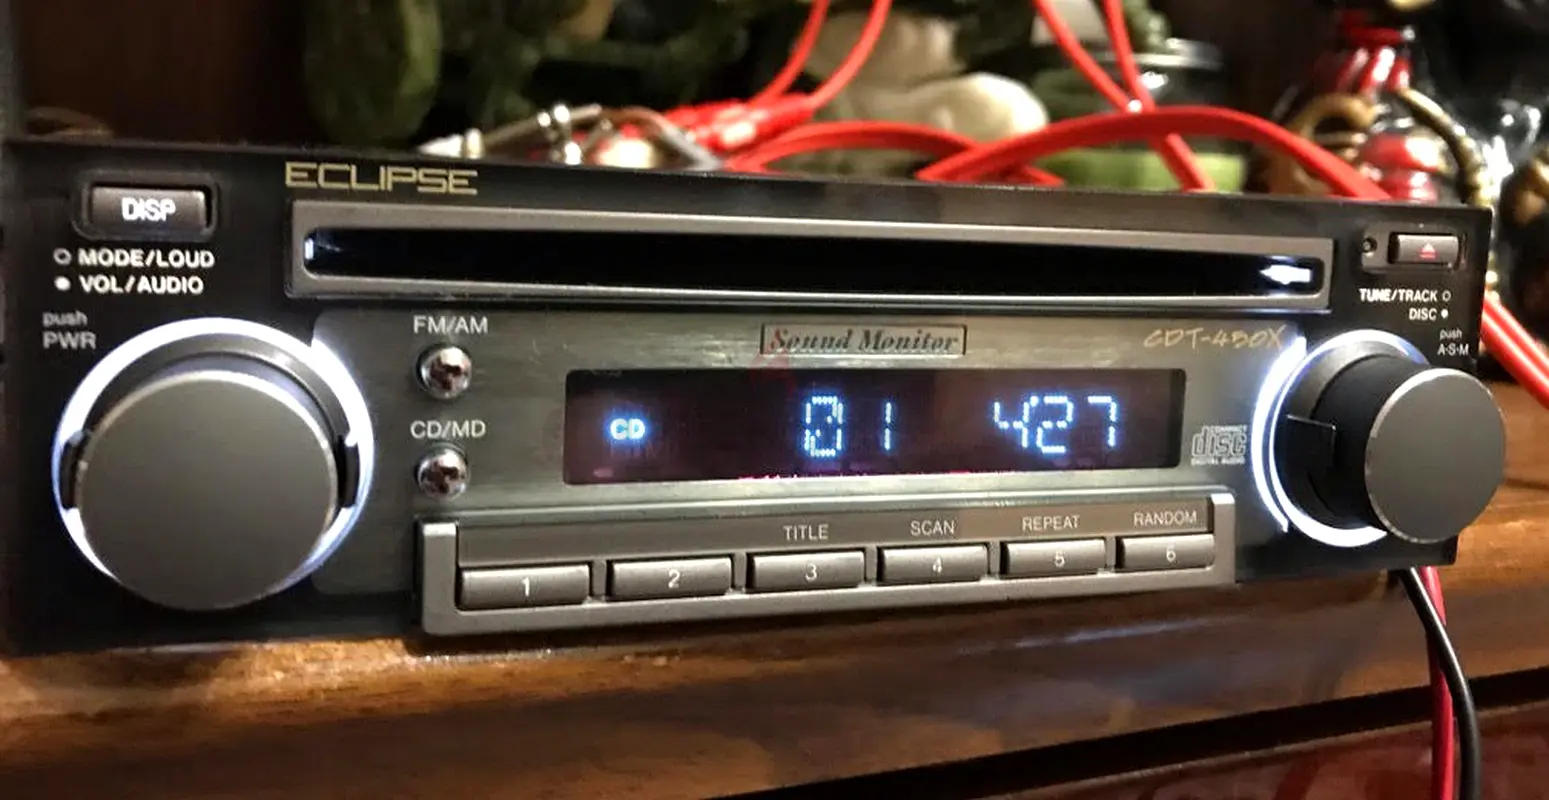 ECLIPSE
DISP
MODE/LOUD
VOL/AUDIO
push
PWR
FM/AM
CD/MD
Sound Monitor
CDT-450X
TUNE/TRACK
DISC
push
A·S·M
CD 01 427
COMPACT
disc
DIGITAL AUDIO
TITLE SCAN REPEAT RANDOM
1 2 3 4 5 6